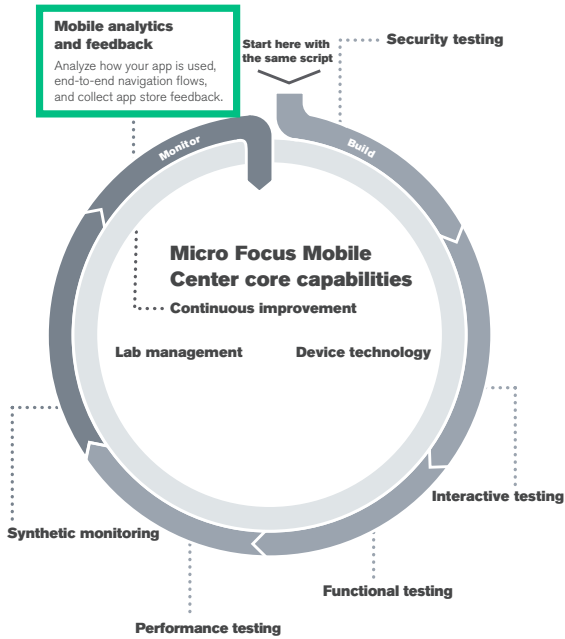 Mobile analytics
and feedback
Analyze how your app is used,
end-to-end navigation flows,
and collect app store feedback.
Start here with
the same script
Security testing
Monitor
Build
Micro Focus Mobile
Center core capabilities
Continuous improvement
Lab management
Device technology
Interactive testing
Synthetic monitoring
Functional testing
Performance testing